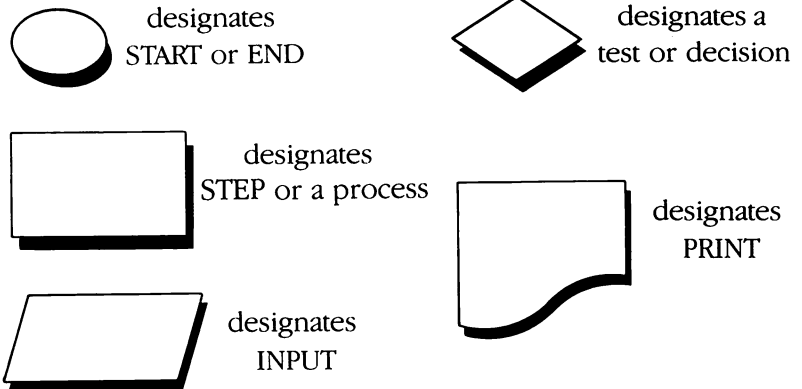 designates
START or END
designates a
test or decision
designates
STEP or a process
designates
PRINT
designates
INPUT